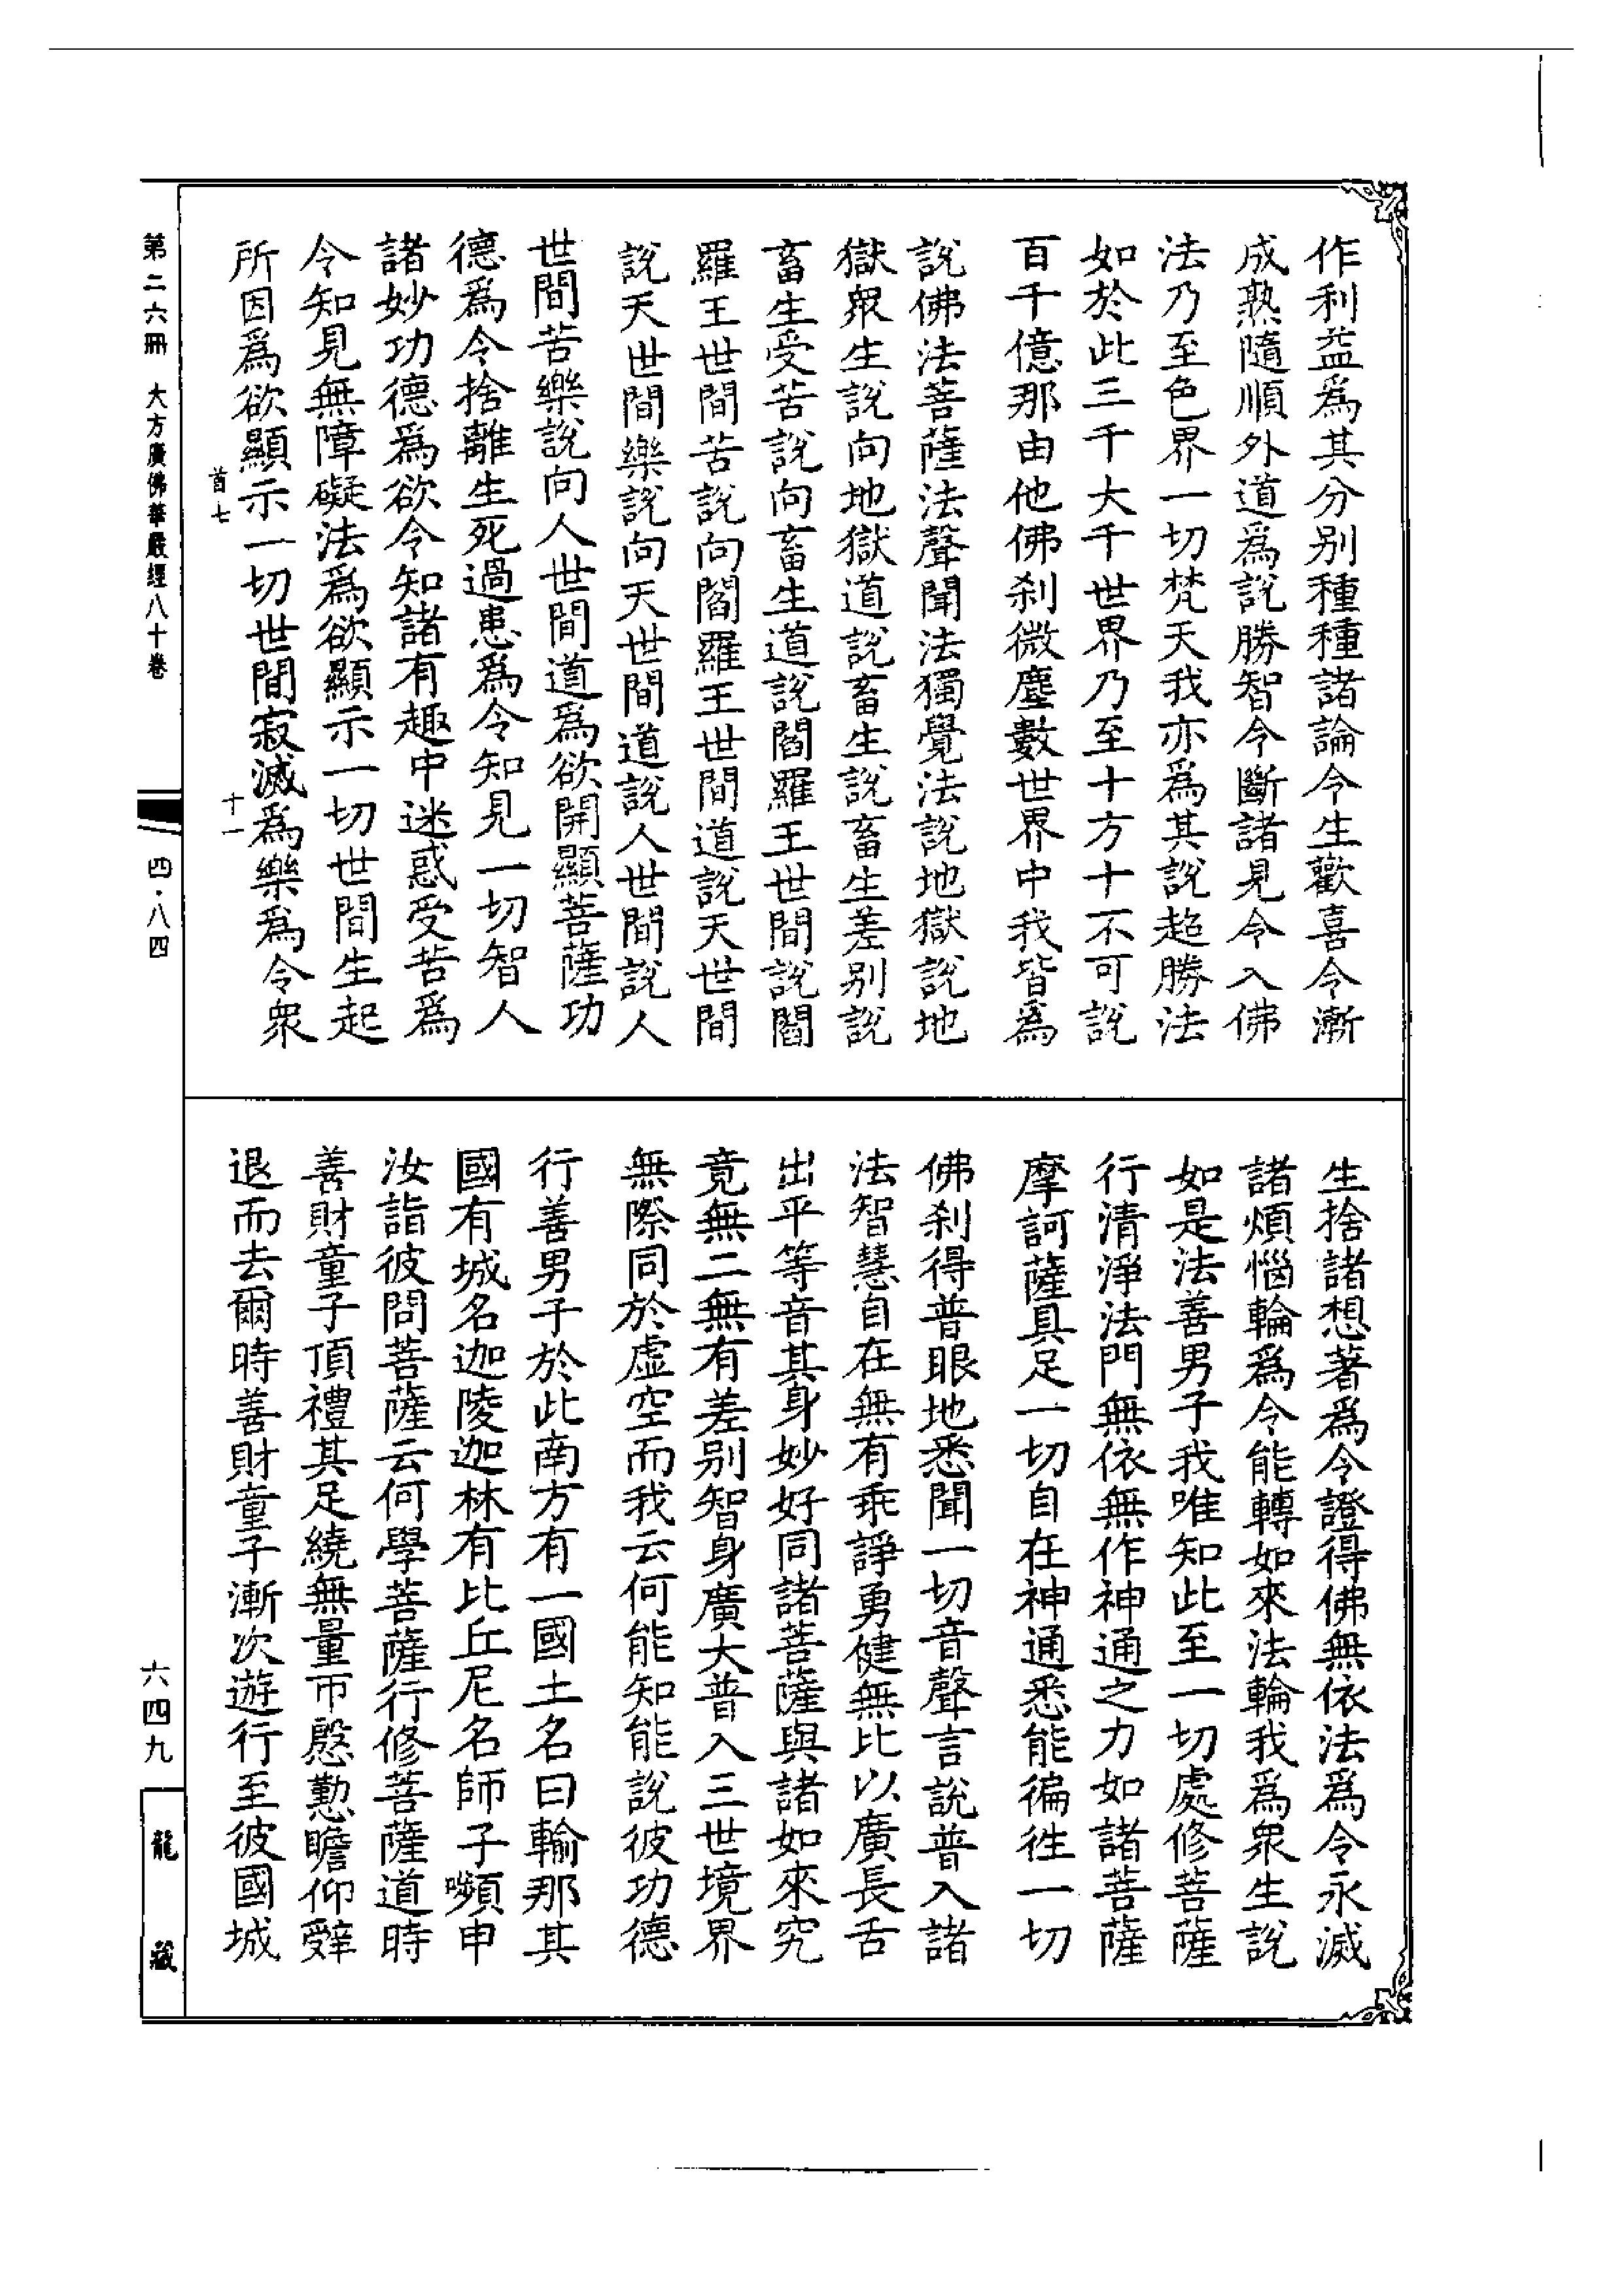 作利益爲其分别種種諸論令生歡喜令漸
成熟隨順外道爲說勝智令斷諸見令入佛
法乃至色界一切梵天我亦爲其說超勝法
如於此三千大千世界乃至十方十不可說
百千億那由他佛刹微塵數世界中我皆爲
說佛法菩薩法聲聞法獨覺法說地獄說地
獄衆生說向地獄道說畜生說畜生差别說
畜生受苦說向畜生道說閻羅王世間說閻
羅王世間苦說向閻羅王世間道說天世間
說天世間樂說向天世間道說人世間說人
世間苦樂說向人世間道爲欲開顯菩薩功
德爲令捨離生死過患爲令知見一切智人
諸妙功德爲欲令知諸有趣中迷惑受苦爲
令知見無障礙法爲欲顯示一切世間生起
所因爲欲顯示一切世間寂滅爲樂爲令衆
首七
十一
生捨諸想著爲令證得佛無依法爲令永滅
諸煩惱輪爲令能轉如來法輪我爲衆生說
如是法善男子我唯知此至一切處修菩薩
行清淨法門無依無作神通之力如諸菩薩
摩訶薩具足一切自在神通悉能徧徃一切
佛刹得普眼地悉聞一切音聲言說普入諸
法智慧自在無有乖諍勇健無比以廣長舌
出平等音其身妙好同諸菩薩與諸如來究
竟無二無有差别智身廣大普入三世境界
無際同於虛空而我云何能知能說彼功德
行善男子於此南方有一國土名曰輸那其
國有城名迦陵迦林有比丘尼名師子嚬申
汝詣彼問菩薩云何學菩薩行修菩薩道時
善財童子頂禮其足繞無量帀慇懃瞻仰辭
退而去爾時善財童子漸次遊行至彼國城
第二六冊 大方廣佛華嚴經八十卷
四·八四
六四九
龍藏